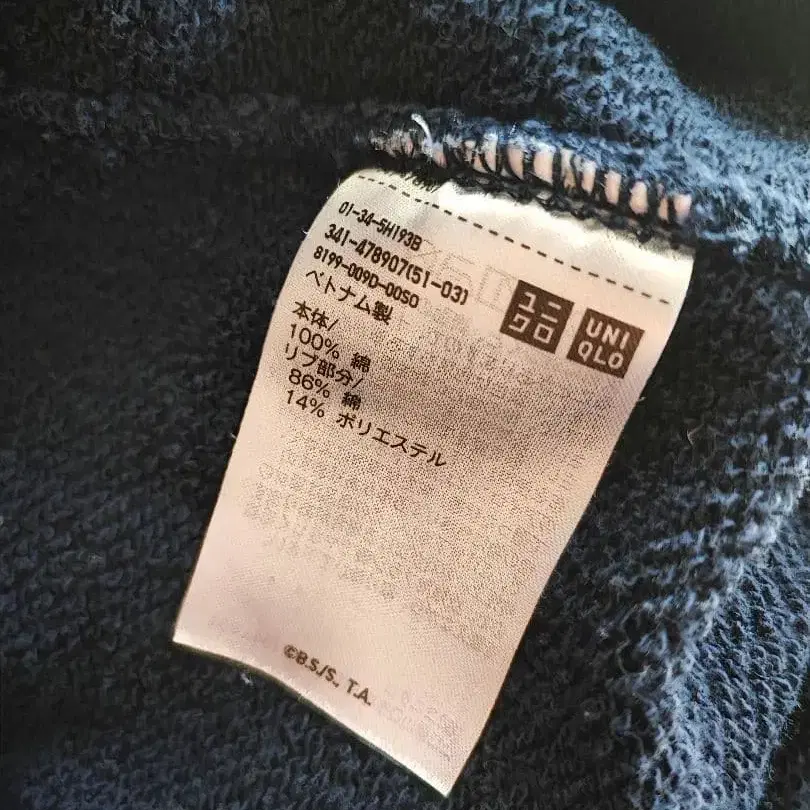 01-34-5H193B
341-478907(51-03)
8199-009D-00S0
ベトナム製
本体/
100% 綿
リブ部分/
86% 綿
14% ポリエステル
ユニ
クロ
UNI
QLO
©B.S./S., T.A.